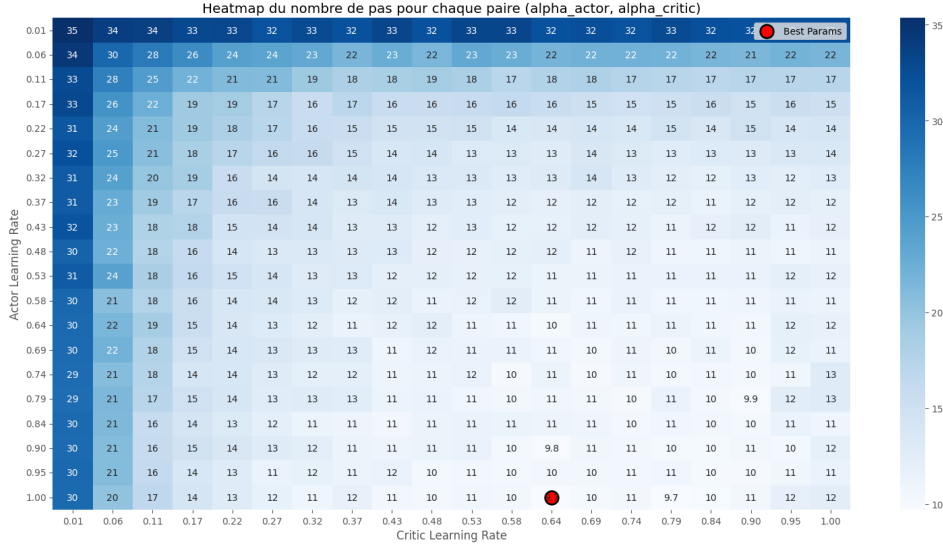 Heatmap du nombre de pas pour chaque paire (alpha_actor, alpha_critic)
Best Params
0.01 35 34 34 34 33 33 32 33 32 33 32 33 33 32 32 32 32 32 32
0.06 34 30 28 26 24 24 23 23 22 23 22 23 23 22 22 22 22 22 21 22 22
0.11 33 28 25 22 21 21 19 18 18 19 18 18 17 18 18 17 17 17 17 17 17
0.17 33 26 22 19 19 17 16 17 16 16 16 16 16 16 15 15 15 16 15 16 15
0.22 31 24 21 19 18 17 16 15 15 15 15 14 14 14 14 15 14 15 14 14
0.27 32 25 21 18 17 16 16 15 14 14 13 13 13 14 13 13 13 13 13 14
0.32 31 24 20 19 16 14 14 14 14 13 13 13 13 14 13 12 12 13 12 13
0.37 31 23 19 17 16 16 14 13 14 13 13 12 12 12 12 12 11 12 12 12
0.43 32 23 18 18 15 14 14 13 13 12 13 12 13 12 12 11 12 12 11 12
0.48 30 22 18 16 14 13 13 13 13 12 12 12 12 11 12 11 11 11 12 12
0.53 31 24 18 16 15 14 13 13 12 12 12 12 11 11 11 11 11 11 12 12
0.58 30 21 18 16 14 14 13 12 12 11 12 12 11 11 11 11 11 11 11 12
0.64 30 22 19 15 14 13 12 11 12 12 11 11 10 11 11 11 11 11 12 12
0.69 30 22 18 15 14 13 13 13 11 12 11 11 11 10 11 10 11 10 12 11
0.74 29 21 18 14 14 13 12 12 11 11 12 10 11 10 11 10 11 10 11 13
0.79 29 21 17 15 14 12 13 13 11 11 11 10 11 11 10 11 10 9.9 12 13
0.84 30 21 16 14 13 12 11 11 11 11 11 11 11 11 10 10 10 11 11 11
0.90 30 21 16 15 14 13 12 11 11 11 11 10 9.8 11 11 10 10 10 10 12
0.95 30 21 16 14 13 11 12 11 12 10 10 10 11 11 11 10 10 10 11 11
1.00 30 20 17 14 13 12 11 12 11 10 11 10 10 11 9.7 10 11 12 12
0.01 0.06 0.11 0.17 0.22 0.27 0.32 0.37 0.43 0.48 0.53 0.58 0.64 0.69 0.74 0.79 0.84 0.90 0.95 1.00
Critic Learning Rate
Actor Learning Rate
35
30
25
20
15
10